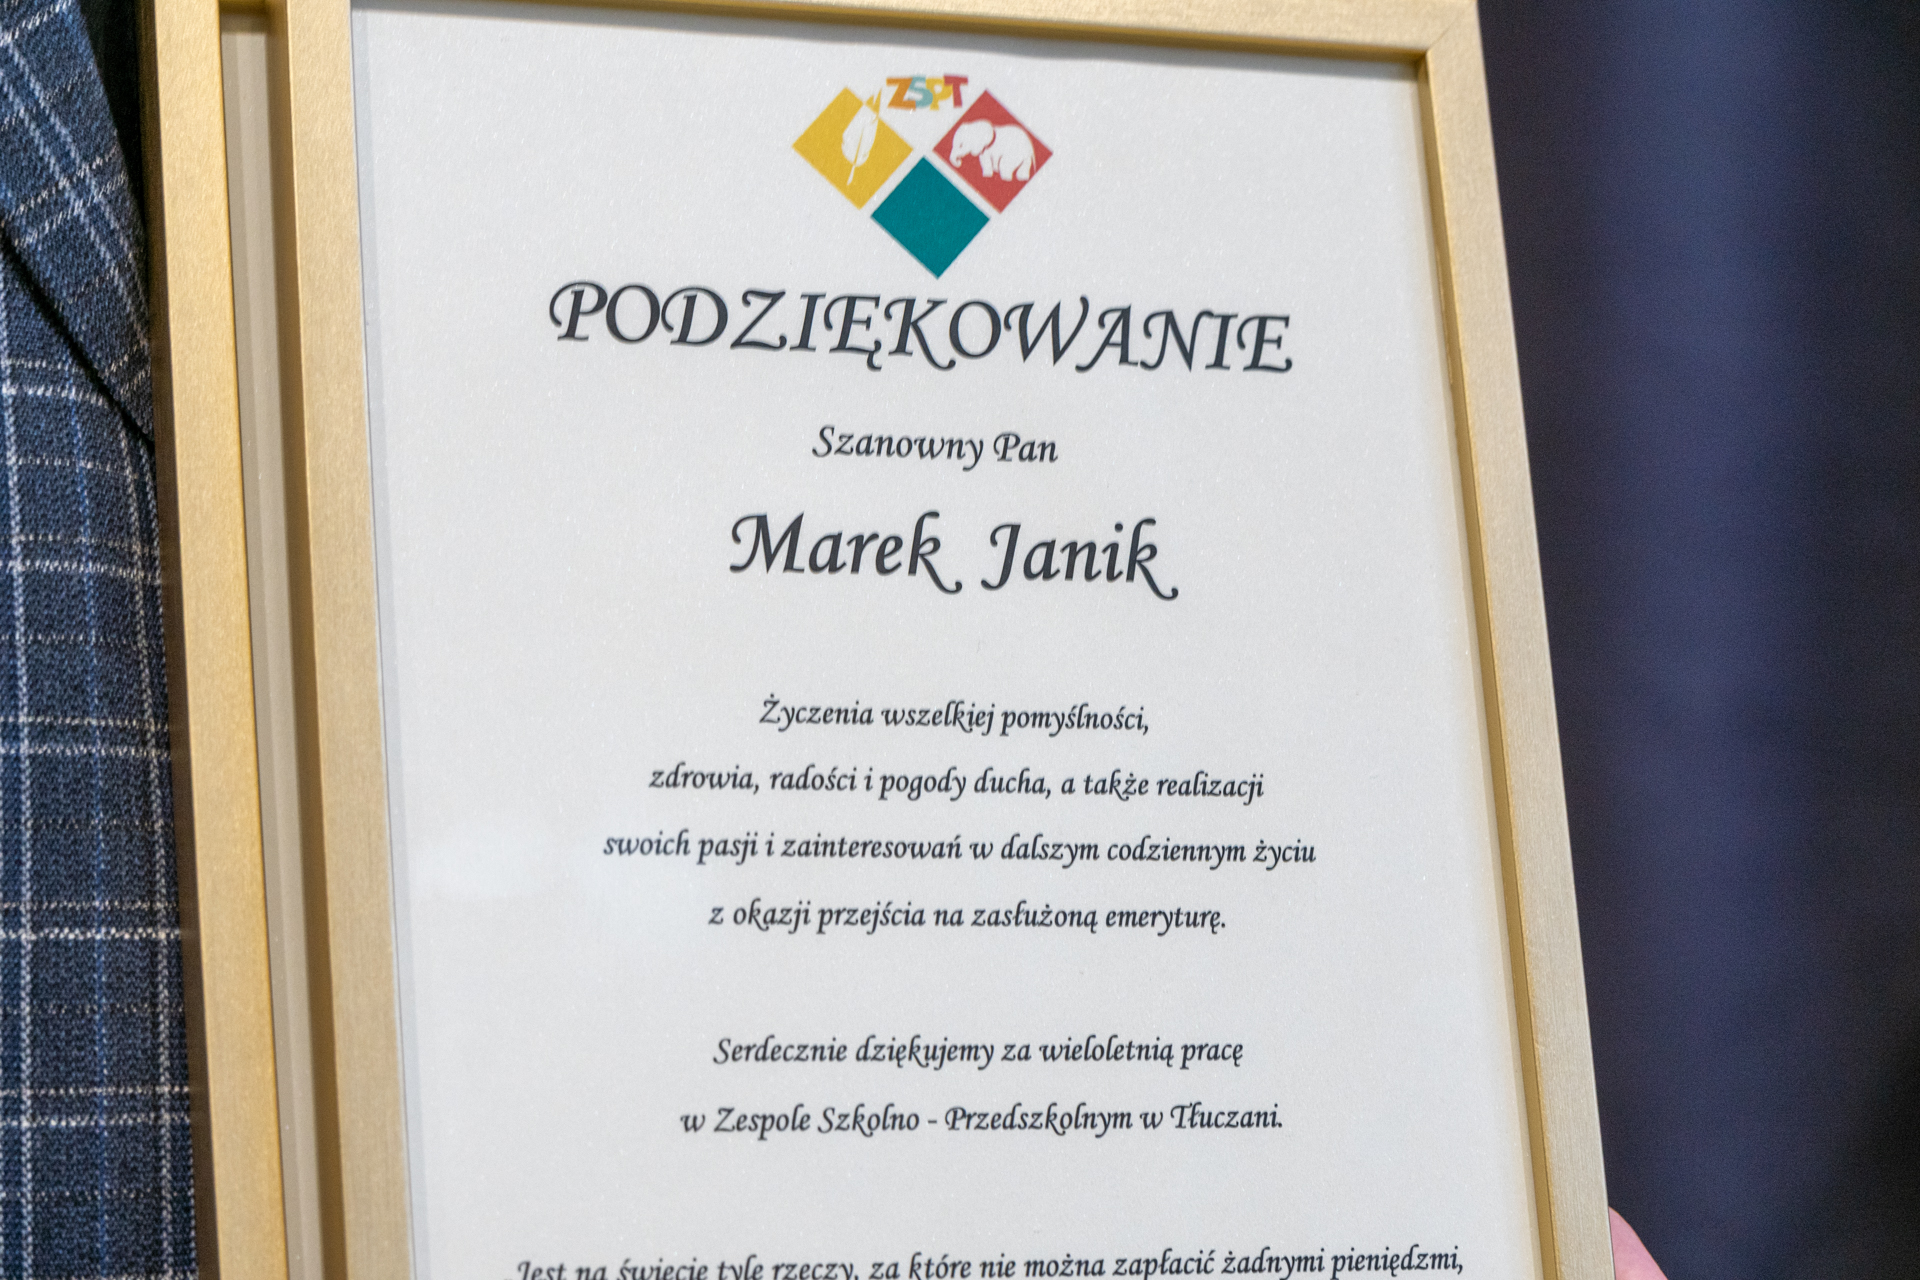 ZSPT
PODZIĘKOWANIE
Szanowny Pan
Marek Janik
Życzenia wszelkiej pomyślności,
zdrowia, radości i pogody ducha, a także realizacji
swoich pasji i zainteresowań w dalszym codziennym życiu
z okazji przejścia na zasłużoną emeryturę.
Serdecznie dziękujemy za wieloletnią pracę
w Zespole Szkolno - Przedszkolnym w Tłuczani.
Jest na świecie tyle rzeczy, za które nie można zapłacić żadnymi pieniędzmi,